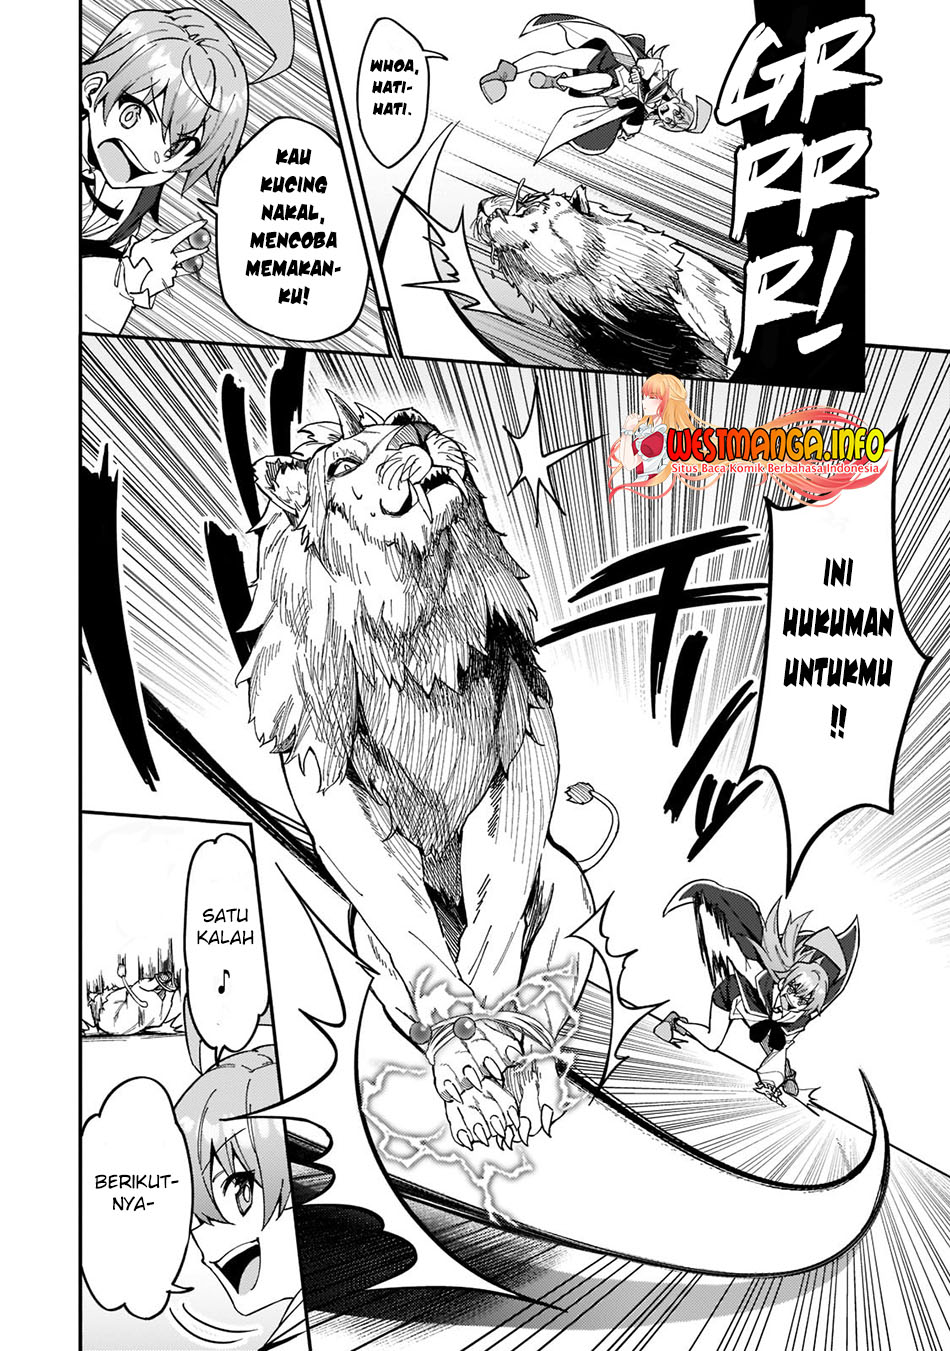 GR
RR
R!
WHOA,
HATI-
HATI.
KAU
KUCING
NAKAL,
MENCOBA
MEMAKAN-
KU!
WESTMANGA.INFO
Situs Baca Komik Berbahasa Indonesia
INI
HUKUMAN
UNTUKMU
!!
SATU
KALAH
♪
BERIKUT-
NYA-